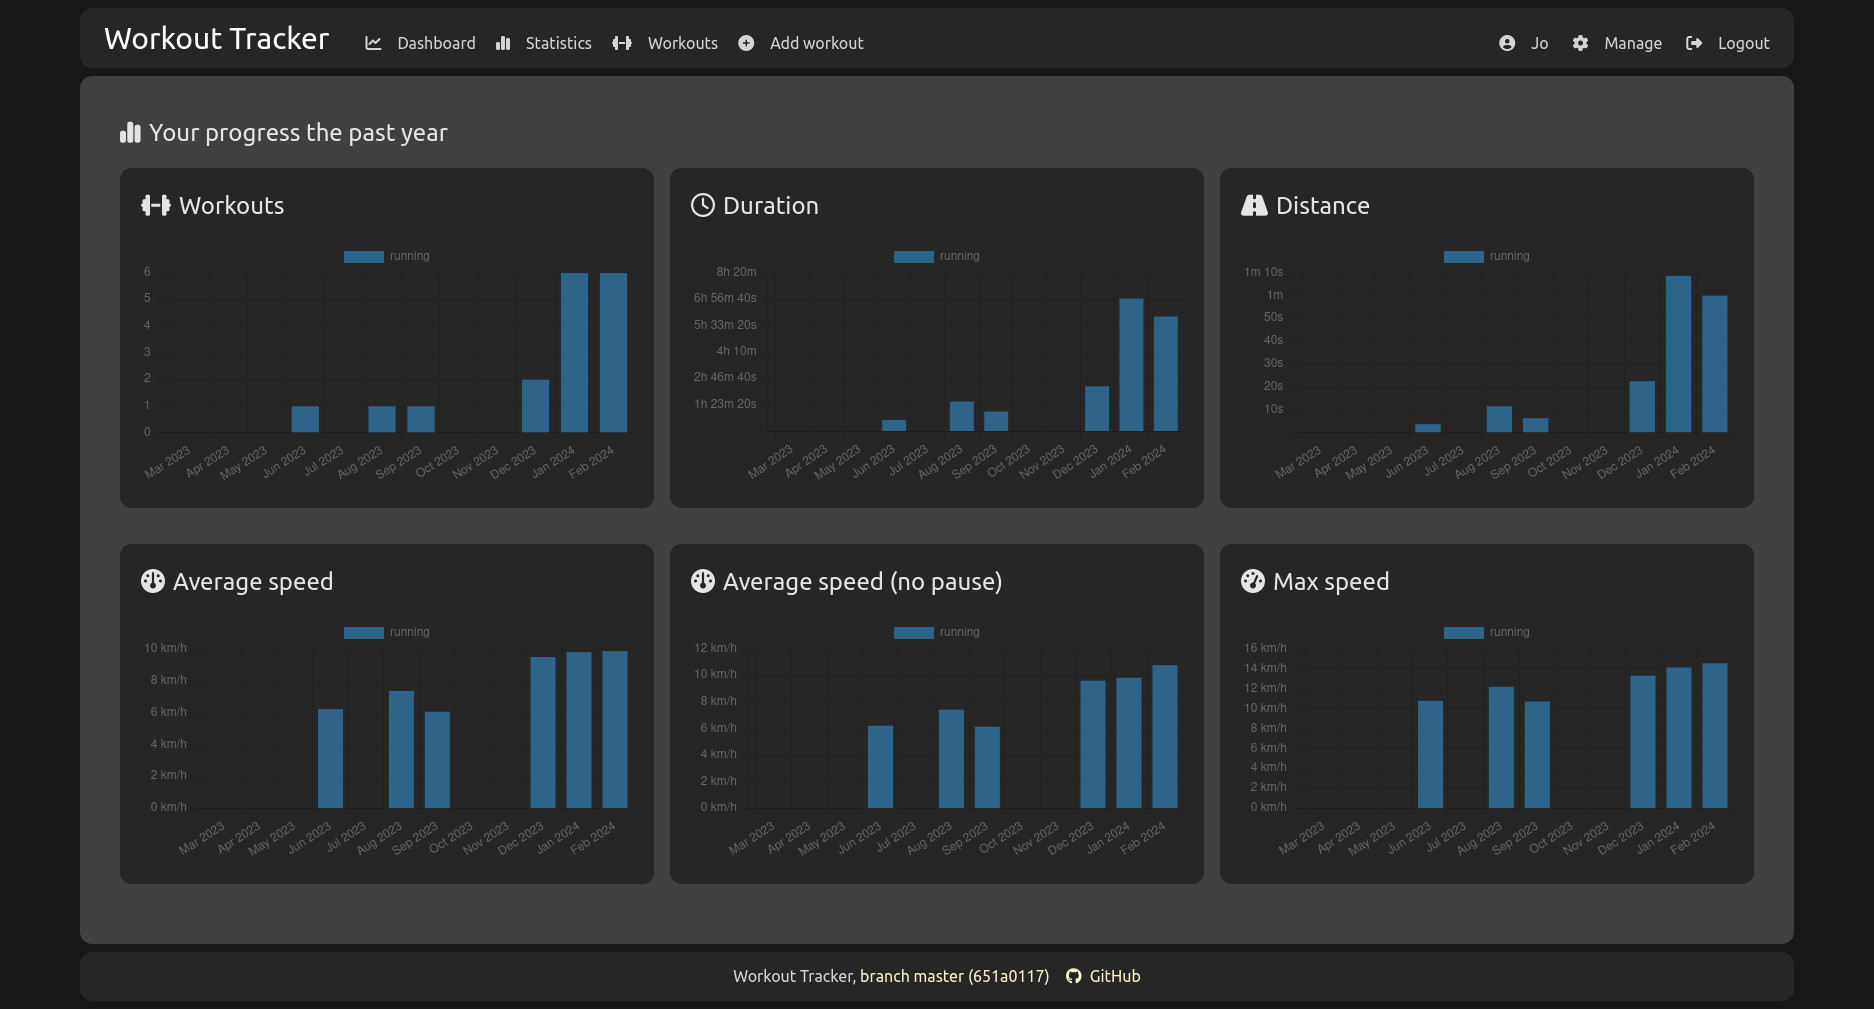 Workout Tracker Dashboard Statistics Workouts Add workout Jo Manage Logout
Your progress the past year
Workouts
running
6
5
4
3
2
1
0
Mar 2023 Apr 2023 May 2023 Jun 2023 Jul 2023 Aug 2023 Sep 2023 Oct 2023 Nov 2023 Dec 2023 Jan 2024 Feb 2024
Duration
running
8h 20m
6h 56m 40s
5h 33m 20s
4h 10m
2h 46m 40s
1h 23m 20s
Mar 2023 Apr 2023 May 2023 Jun 2023 Jul 2023 Aug 2023 Sep 2023 Oct 2023 Nov 2023 Dec 2023 Jan 2024 Feb 2024
Distance
running
1m 10s
1m
50s
40s
30s
20s
10s
Mar 2023 Apr 2023 May 2023 Jun 2023 Jul 2023 Aug 2023 Sep 2023 Oct 2023 Nov 2023 Dec 2023 Jan 2024 Feb 2024
Average speed
running
10 km/h
8 km/h
6 km/h
4 km/h
2 km/h
0 km/h
Mar 2023 Apr 2023 May 2023 Jun 2023 Jul 2023 Aug 2023 Sep 2023 Oct 2023 Nov 2023 Dec 2023 Jan 2024 Feb 2024
Average speed (no pause)
running
12 km/h
10 km/h
8 km/h
6 km/h
4 km/h
2 km/h
0 km/h
Mar 2023 Apr 2023 May 2023 Jun 2023 Jul 2023 Aug 2023 Sep 2023 Oct 2023 Nov 2023 Dec 2023 Jan 2024 Feb 2024
Max speed
running
16 km/h
14 km/h
12 km/h
10 km/h
8 km/h
6 km/h
4 km/h
2 km/h
0 km/h
Mar 2023 Apr 2023 May 2023 Jun 2023 Jul 2023 Aug 2023 Sep 2023 Oct 2023 Nov 2023 Dec 2023 Jan 2024 Feb 2024
Workout Tracker, branch master (651a0117) GitHub